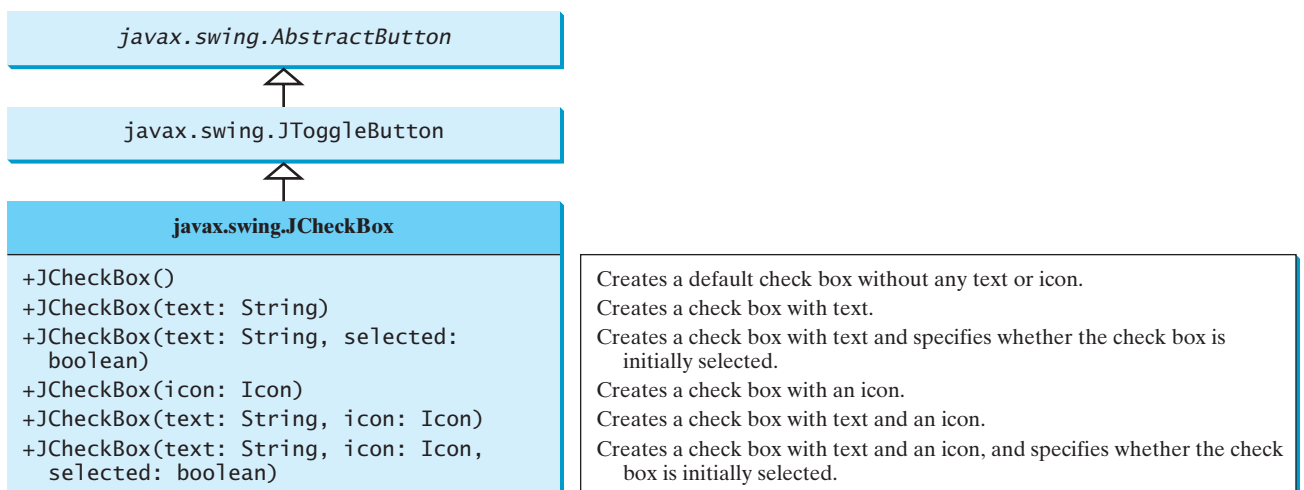 javax.swing.AbstractButton
javax.swing.JToggleButton
javax.swing.JCheckBox
+JCheckBox()
+JCheckBox(text: String)
+JCheckBox(text: String, selected:
boolean)
+JCheckBox(icon: Icon)
+JCheckBox(text: String, icon: Icon)
+JCheckBox(text: String, icon: Icon,
selected: boolean)
Creates a default check box without any text or icon.
Creates a check box with text.
Creates a check box with text and specifies whether the check box is
initially selected.
Creates a check box with an icon.
Creates a check box with text and an icon.
Creates a check box with text and an icon, and specifies whether the check
box is initially selected.